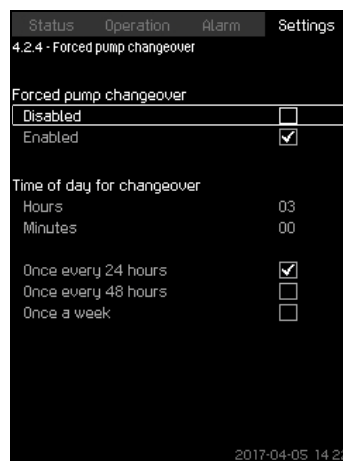 Status Operation Alarm Settings
4.2.4 - Forced pump changeover
Forced pump changeover
Disabled
Enabled
Time of day for changeover
Hours 03
Minutes 00
Once every 24 hours
Once every 48 hours
Once a week
2017-04-05 14:22